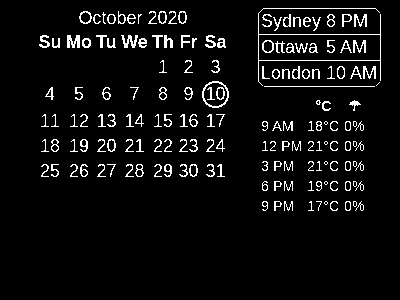 October 2020
Su Mo Tu We Th Fr Sa
1 2 3
4 5 6 7 8 9 10
11 12 13 14 15 16 17
18 19 20 21 22 23 24
25 26 27 28 29 30 31
Sydney 8 PM
Ottawa 5 AM
London 10 AM
°C ☂
9 AM 18°C 0%
12 PM 21°C 0%
3 PM 21°C 0%
6 PM 19°C 0%
9 PM 17°C 0%